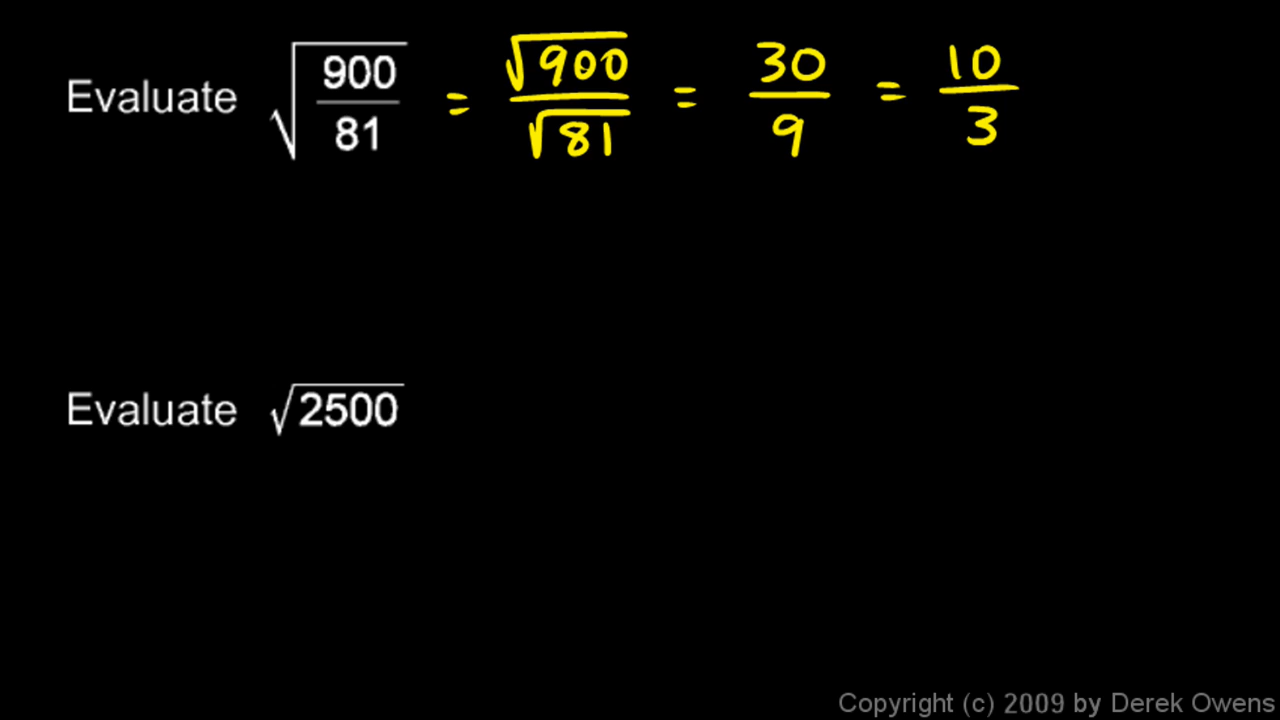 Evaluate √(900/81) = √900/√81 = 30/9 = 10/3
Evaluate √2500
Copyright (c) 2009 by Derek Owens